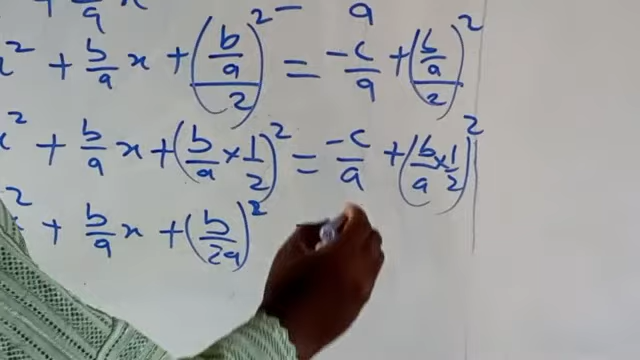 + b/a x = -c/a
x² + b/a x + ((b/a)/2)² = -c/a + ((b/a)/2)²
x² + b/a x + (b/a × 1/2)² = -c/a + (b/a × 1/2)²
x² + b/a x + (b/2a)²